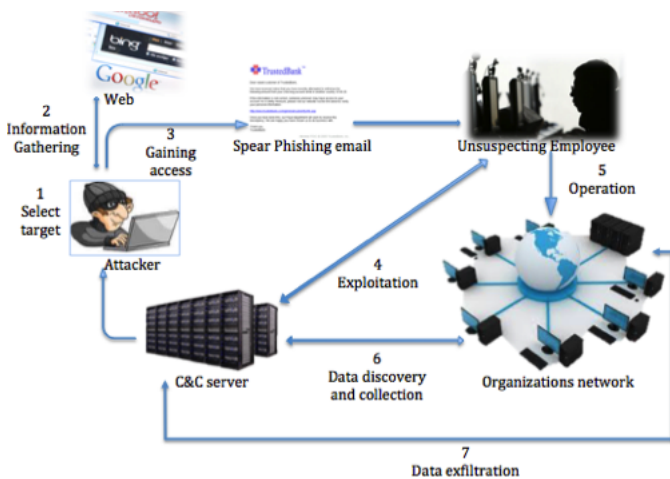 bing
Google
Web
2
Information
Gathering
3
Gaining
access
TrustedBank
Spear Phishing email
Unsuspecting Employee
1
Select
target
Attacker
5
Operation
4
Exploitation
C&C server
6
Data discovery
and collection
Organizations network
7
Data exfiltration